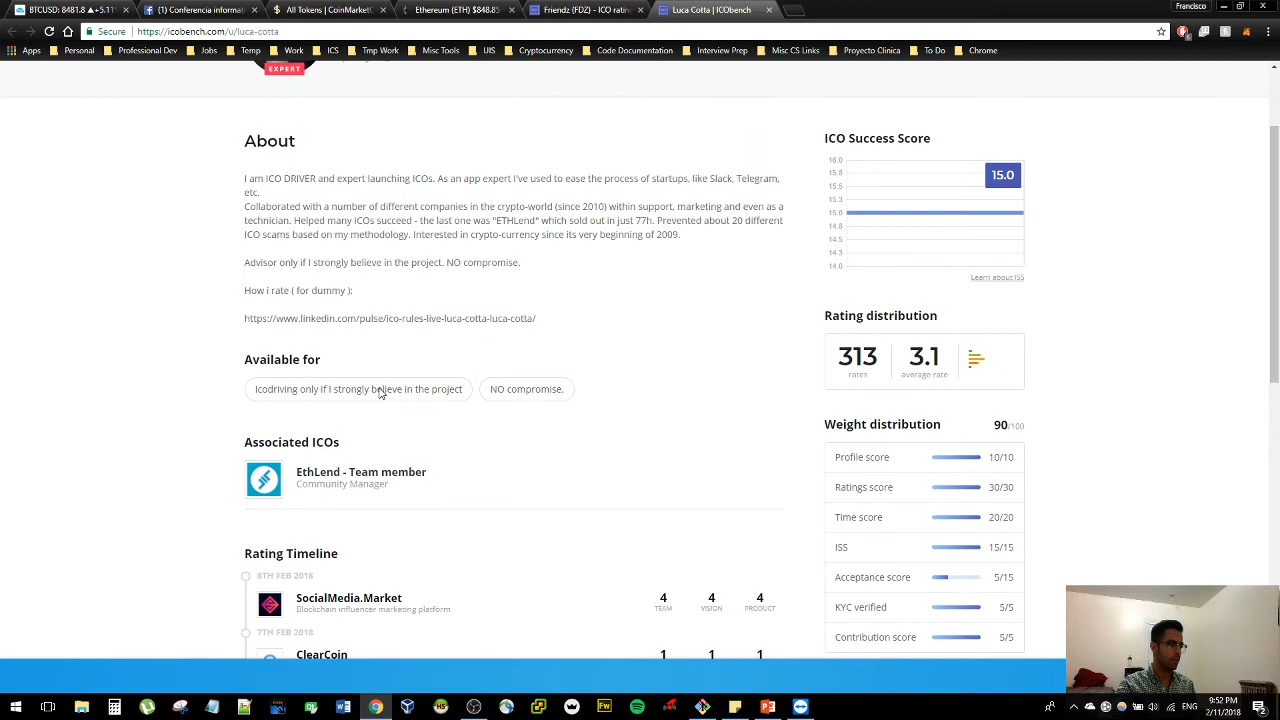 BTCUSD: 8481.8 ▲+5.11
(1) Conferencia informat
All Tokens | CoinMarketC
Ethereum (ETH) $848.85
Friendz (FDZ) - ICO rating
Luca Cotta | ICObench
Francisco
Secure | https://icobench.com/u/luca-cotta
Apps Personal Professional Dev Jobs Temp Work ICS Tmp Work Misc Tools UIS Cryptocurrency Code Documentation Interview Prep Misc CS Links Proyecto Clinica To Do Chrome
EXPERT
About
I am ICO DRIVER and expert launching ICOs. As an app expert I've used to ease the process of startups, like Slack, Telegram,
etc.
Collaborated with a number of different companies in the crypto-world (since 2010) within support, marketing and even as a
technician. Helped many ICOs succeed - the last one was "ETHLend" which sold out in just 77h. Prevented about 20 different
ICO scams based on my methodology. Interested in crypto-currency since its very beginning of 2009.
Advisor only if I strongly believe in the project. NO compromise.
How i rate ( for dummy ):
https://www.linkedin.com/pulse/ico-rules-live-luca-cotta-luca-cotta/
Available for
Icodriving only if I strongly believe in the project
NO compromise.
Associated ICOs
EthLend - Team member
Community Manager
Rating Timeline
8TH FEB 2018
SocialMedia.Market
Blockchain influencer marketing platform
4 4 4
TEAM VISION PRODUCT
7TH FEB 2018
ClearCoin
1 1 1
ICO Success Score
16.0
15.8
15.5
15.3
15.0
14.8
14.5
14.3
14.0
15.0
Learn about ISS
Rating distribution
313 3.1
rates average rate
Weight distribution 90/100
Profile score 10/10
Ratings score 30/30
Time score 20/20
ISS 15/15
Acceptance score 5/15
KYC verified 5/5
Contribution score 5/5
9:52 PM
2/11/2018